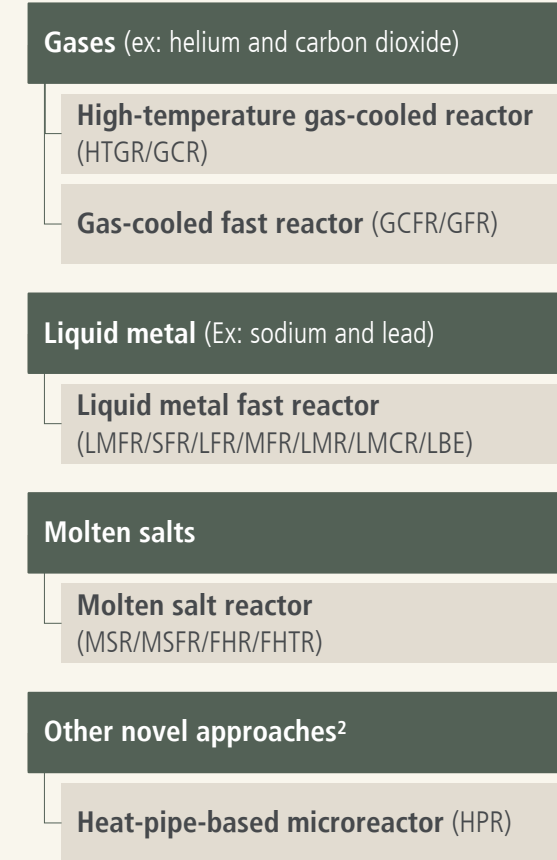 Gases (ex: helium and carbon dioxide)
High-temperature gas-cooled reactor
(HTGR/GCR)
Gas-cooled fast reactor (GCFR/GFR)
Liquid metal (Ex: sodium and lead)
Liquid metal fast reactor
(LMFR/SFR/LFR/MFR/LMR/LMCR/LBE)
Molten salts
Molten salt reactor
(MSR/MSFR/FHR/FHTR)
Other novel approaches²
Heat-pipe-based microreactor (HPR)